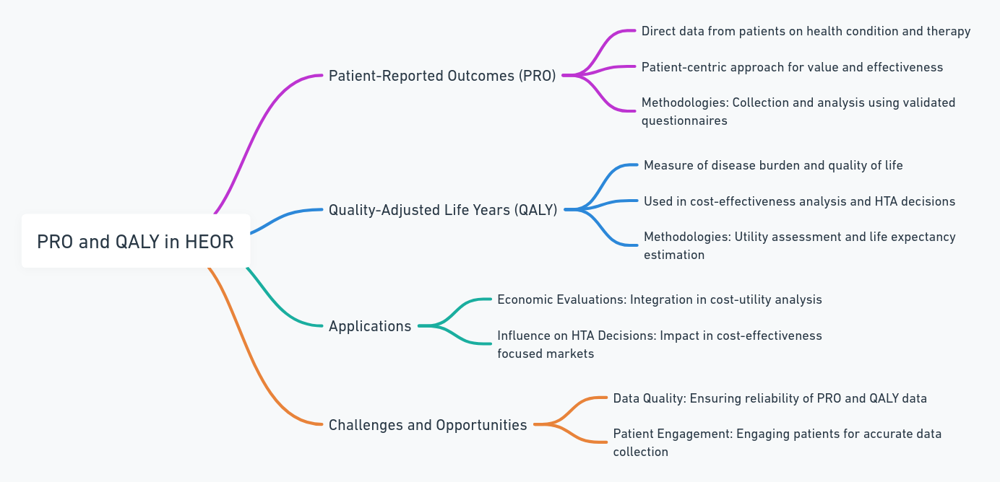 PRO and QALY in HEOR
Patient-Reported Outcomes (PRO)
Direct data from patients on health condition and therapy
Patient-centric approach for value and effectiveness
Methodologies: Collection and analysis using validated
questionnaires
Quality-Adjusted Life Years (QALY)
Measure of disease burden and quality of life
Used in cost-effectiveness analysis and HTA decisions
Methodologies: Utility assessment and life expectancy
estimation
Applications
Economic Evaluations: Integration in cost-utility analysis
Influence on HTA Decisions: Impact in cost-effectiveness
focused markets
Challenges and Opportunities
Data Quality: Ensuring reliability of PRO and QALY data
Patient Engagement: Engaging patients for accurate data
collection